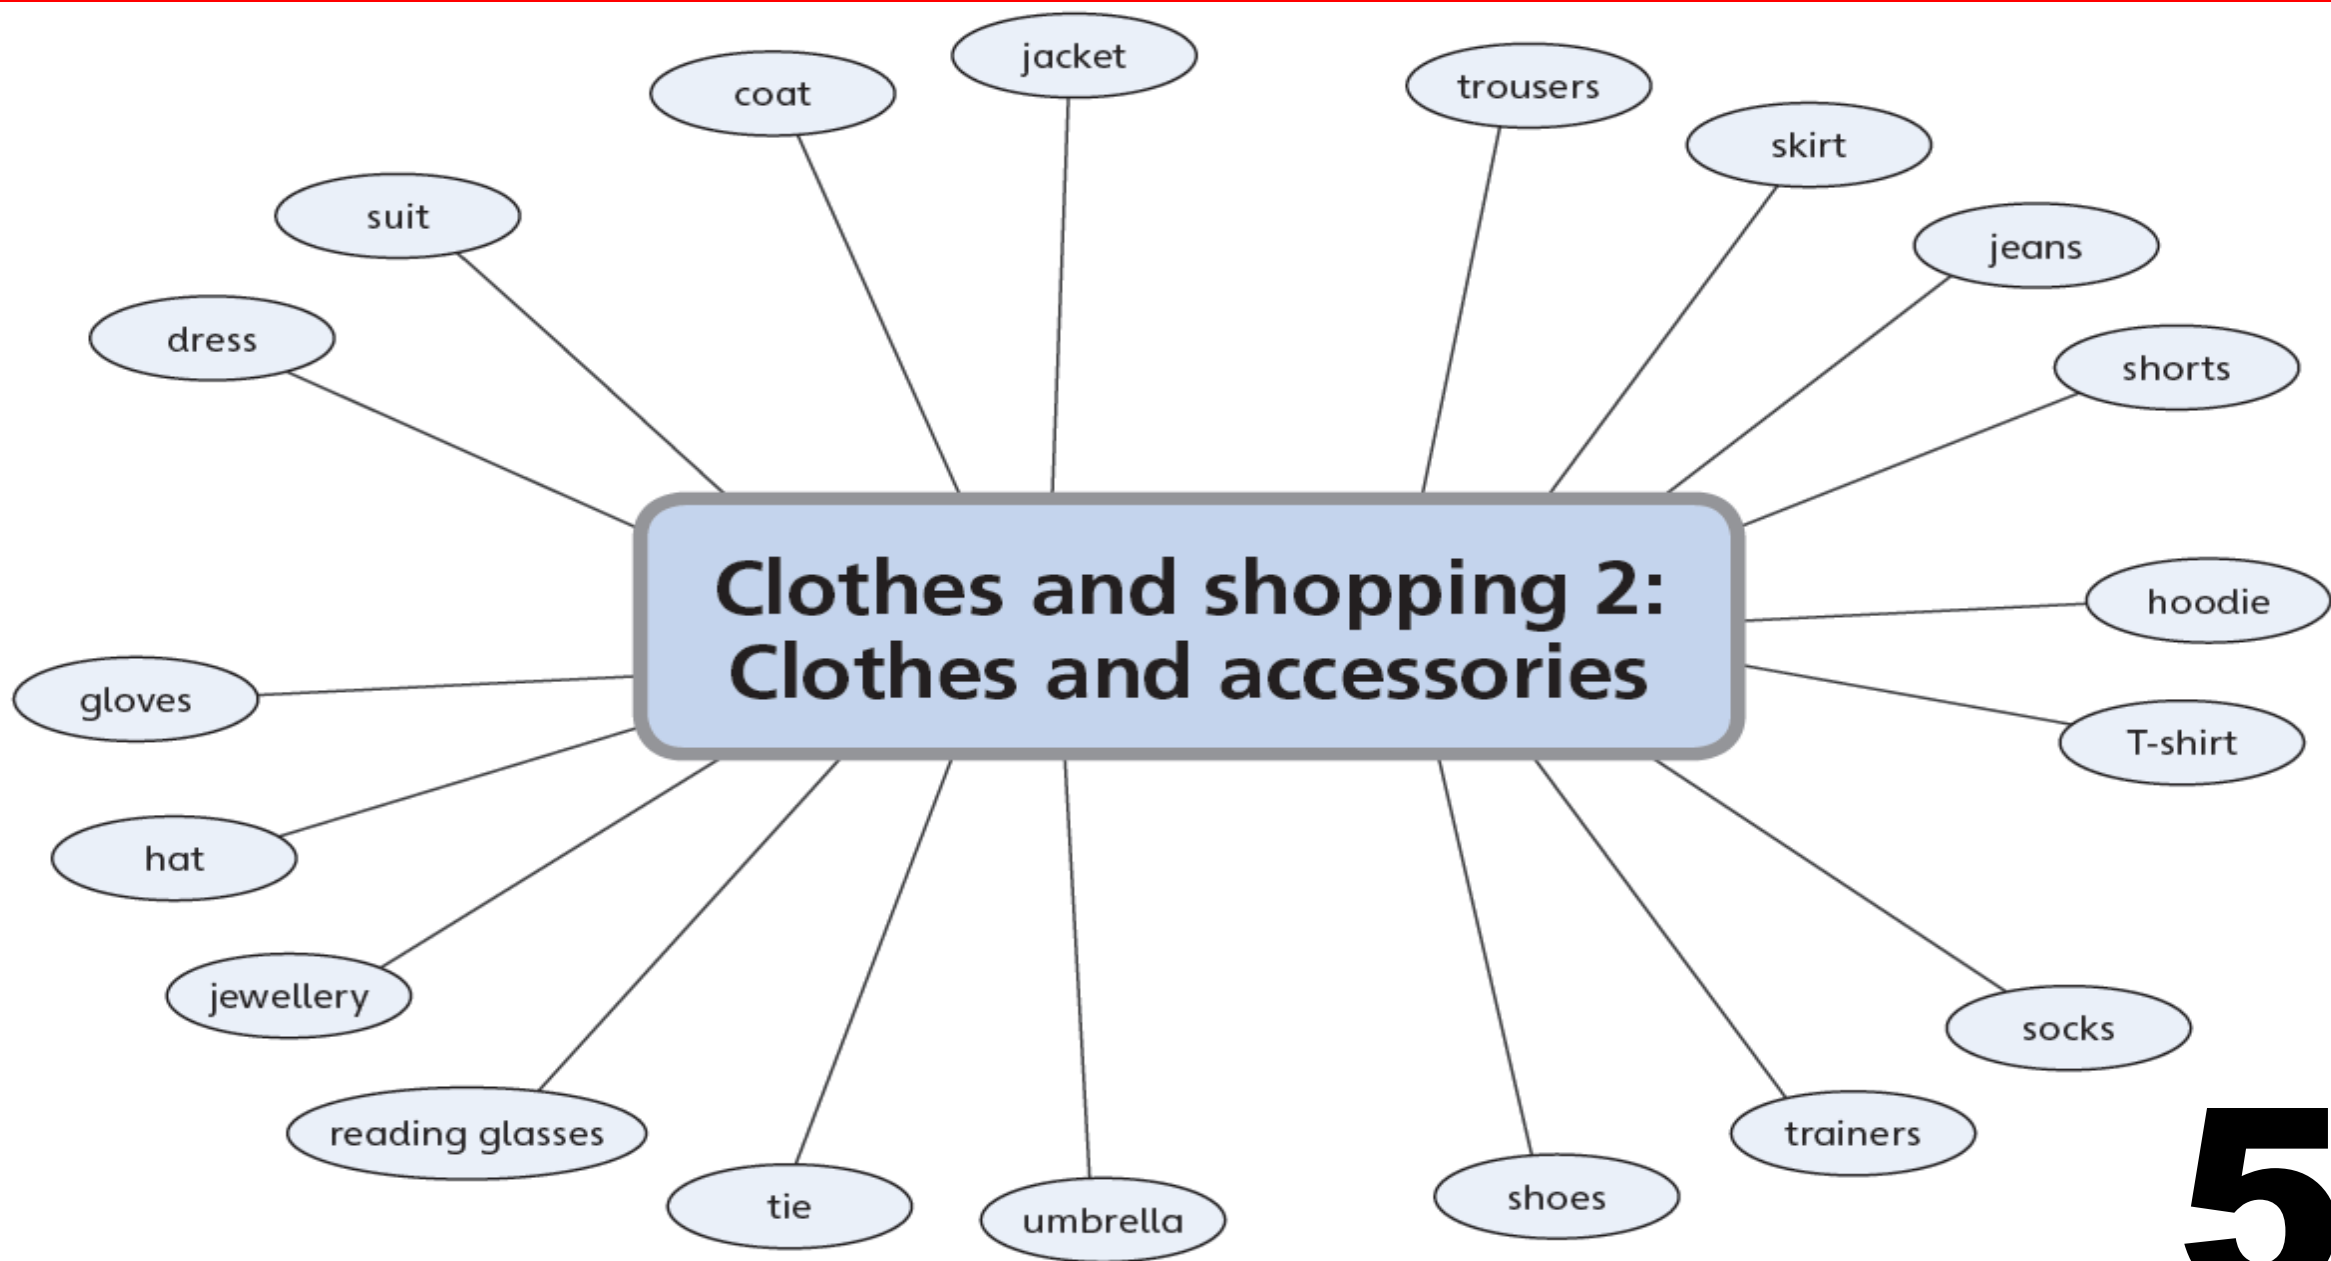 jacket
coat
trousers
skirt
suit
jeans
dress
shorts
Clothes and shopping 2:
Clothes and accessories
hoodie
gloves
T-shirt
hat
jewellery
socks
reading glasses
trainers
tie
umbrella
shoes
5